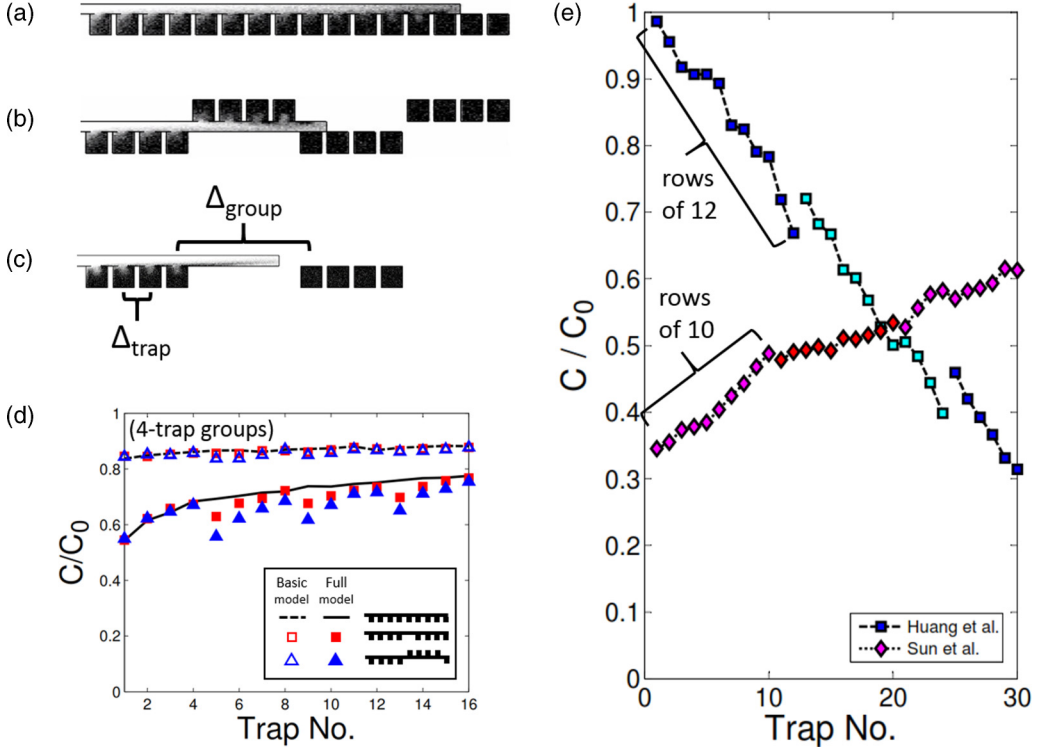 (a)
(b)
Δgroup
(c)
Δtrap
(d)
(4-trap groups)
1
0.8
0.6
0.4
0.2
0
C/C0
2 4 6 8 10 12 14 16
Trap No.
Basic model
Full model
(e)
1
0.9
0.8
0.7
0.6
0.5
0.4
0.3
0.2
0.1
0
C / C0
rows
of 12
rows
of 10
Huang et al.
Sun et al.
0 10 20 30
Trap No.